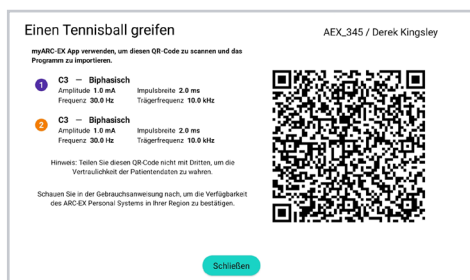 Einen Tennisball greifen
AEX_345 / Derek Kingsley
myARC-EX App verwenden, um diesen QR-Code zu scannen und das
Programm zu importieren.
1
C3 — Biphasisch
Amplitude 1.0 mA Impulsbreite 2.0 ms
Frequenz 30.0 Hz Trägerfrequenz 10.0 kHz
2
C3 — Biphasisch
Amplitude 1.0 mA Impulsbreite 2.0 ms
Frequenz 30.0 Hz Trägerfrequenz 10.0 kHz
Hinweis: Teilen Sie diesen QR-Code nicht mit Dritten, um die
Vertraulichkeit der Patientendaten zu wahren.
Schauen Sie in der Gebrauchsanweisung nach, um die Verfügbarkeit
des ARC-EX Personal Systems in Ihrer Region zu bestätigen.
Schließen